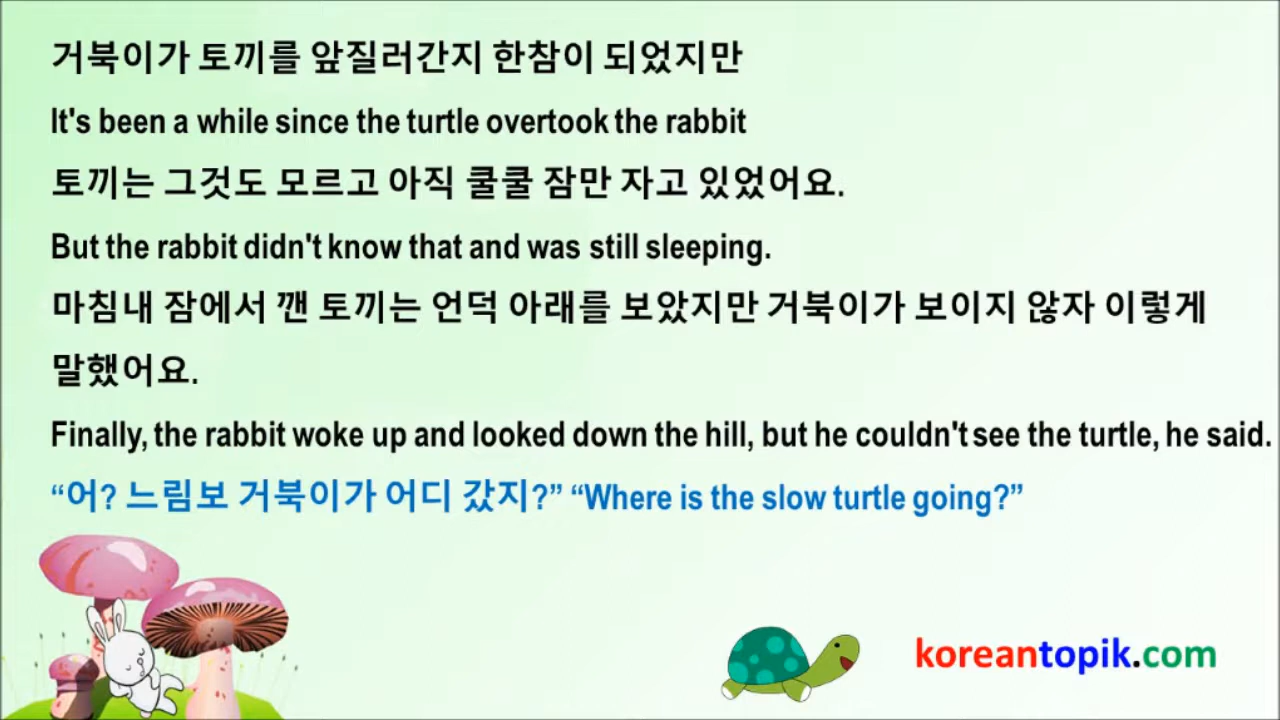 거북이가 토끼를 앞질러간지 한참이 되었지만
It's been a while since the turtle overtook the rabbit
토끼는 그것도 모르고 아직 쿨쿨 잠만 자고 있었어요.
But the rabbit didn't know that and was still sleeping.
마침내 잠에서 깬 토끼는 언덕 아래를 보았지만 거북이가 보이지 않자 이렇게
말했어요.
Finally, the rabbit woke up and looked down the hill, but he couldn't see the turtle, he said.
“어? 느림보 거북이가 어디 갔지?” “Where is the slow turtle going?”
koreantopik.com